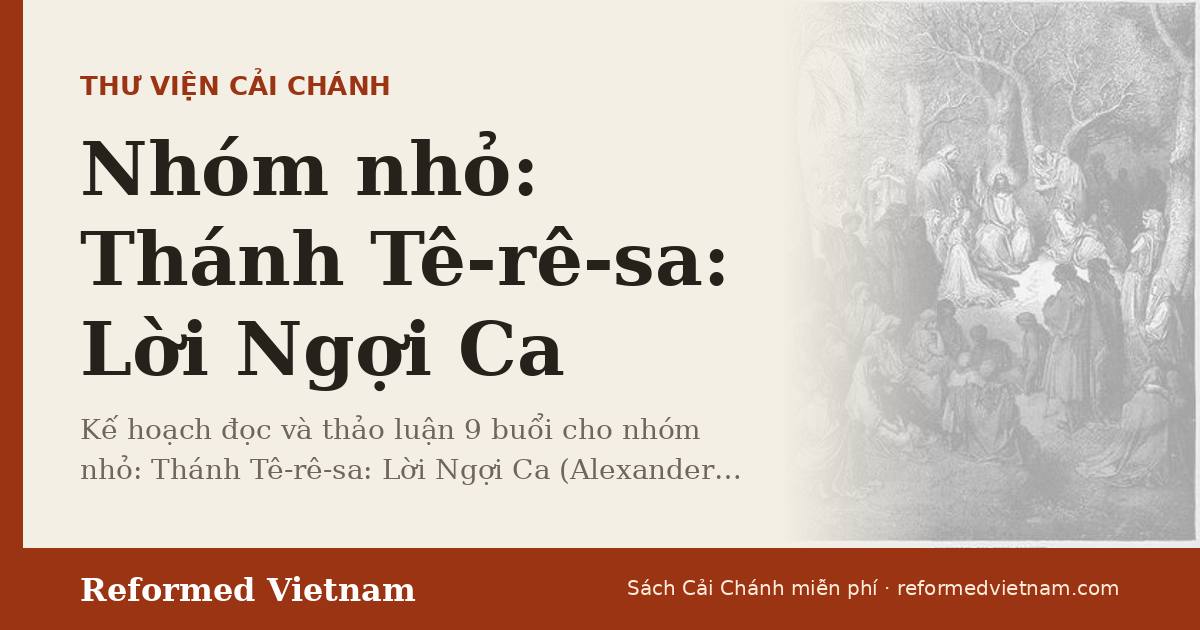 THƯ VIỆN CẢI CHÁNH
Nhóm nhỏ:
Thánh Tê-rê-sa:
Lời Ngợi Ca
Kế hoạch đọc và thảo luận 9 buổi cho nhóm
nhỏ: Thánh Tê-rê-sa: Lời Ngợi Ca (Alexander…
Reformed Vietnam
Sách Cải Chánh miễn phí · reformedvietnam.com